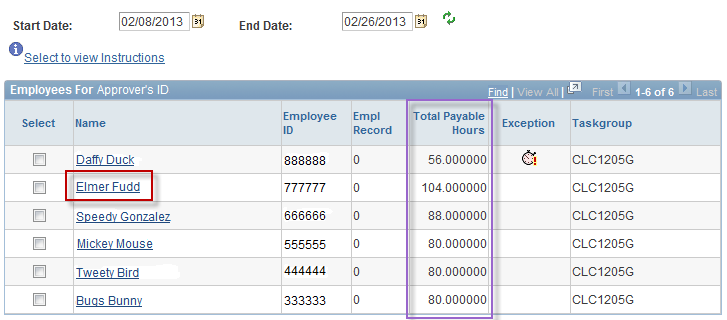 Start Date: 02/08/2013 31 End Date: 02/26/2013 31
i Select to view Instructions
Employees For Approver's ID Find | View All | First 1-6 of 6 Last
Select Name Employee ID Empl Record Total Payable Hours Exception Taskgroup
Daffy Duck 888888 0 56.000000 CLC1205G
Elmer Fudd 777777 0 104.000000 CLC1205G
Speedy Gonzalez 666666 0 88.000000 CLC1205G
Mickey Mouse 555555 0 80.000000 CLC1205G
Tweety Bird 444444 0 80.000000 CLC1205G
Bugs Bunny 333333 0 80.000000 CLC1205G